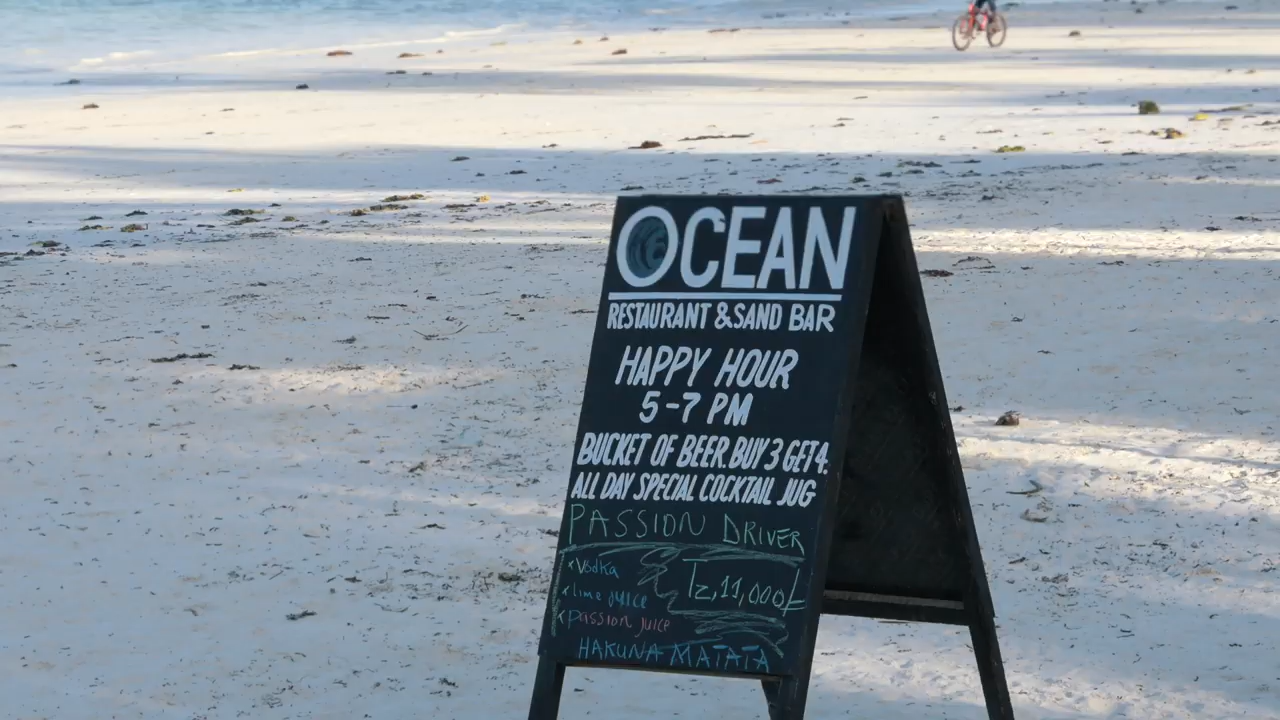 OCEAN
RESTAURANT & SAND BAR
HAPPY HOUR
5-7 PM
BUCKET OF BEER. BUY 3 GET 4.
ALL DAY SPECIAL COCKTAIL JUG
PASSION DRIVER
*Vodka
*lime juice
*passion juice
Tz, 11,000/=
HAKUNA MATATA